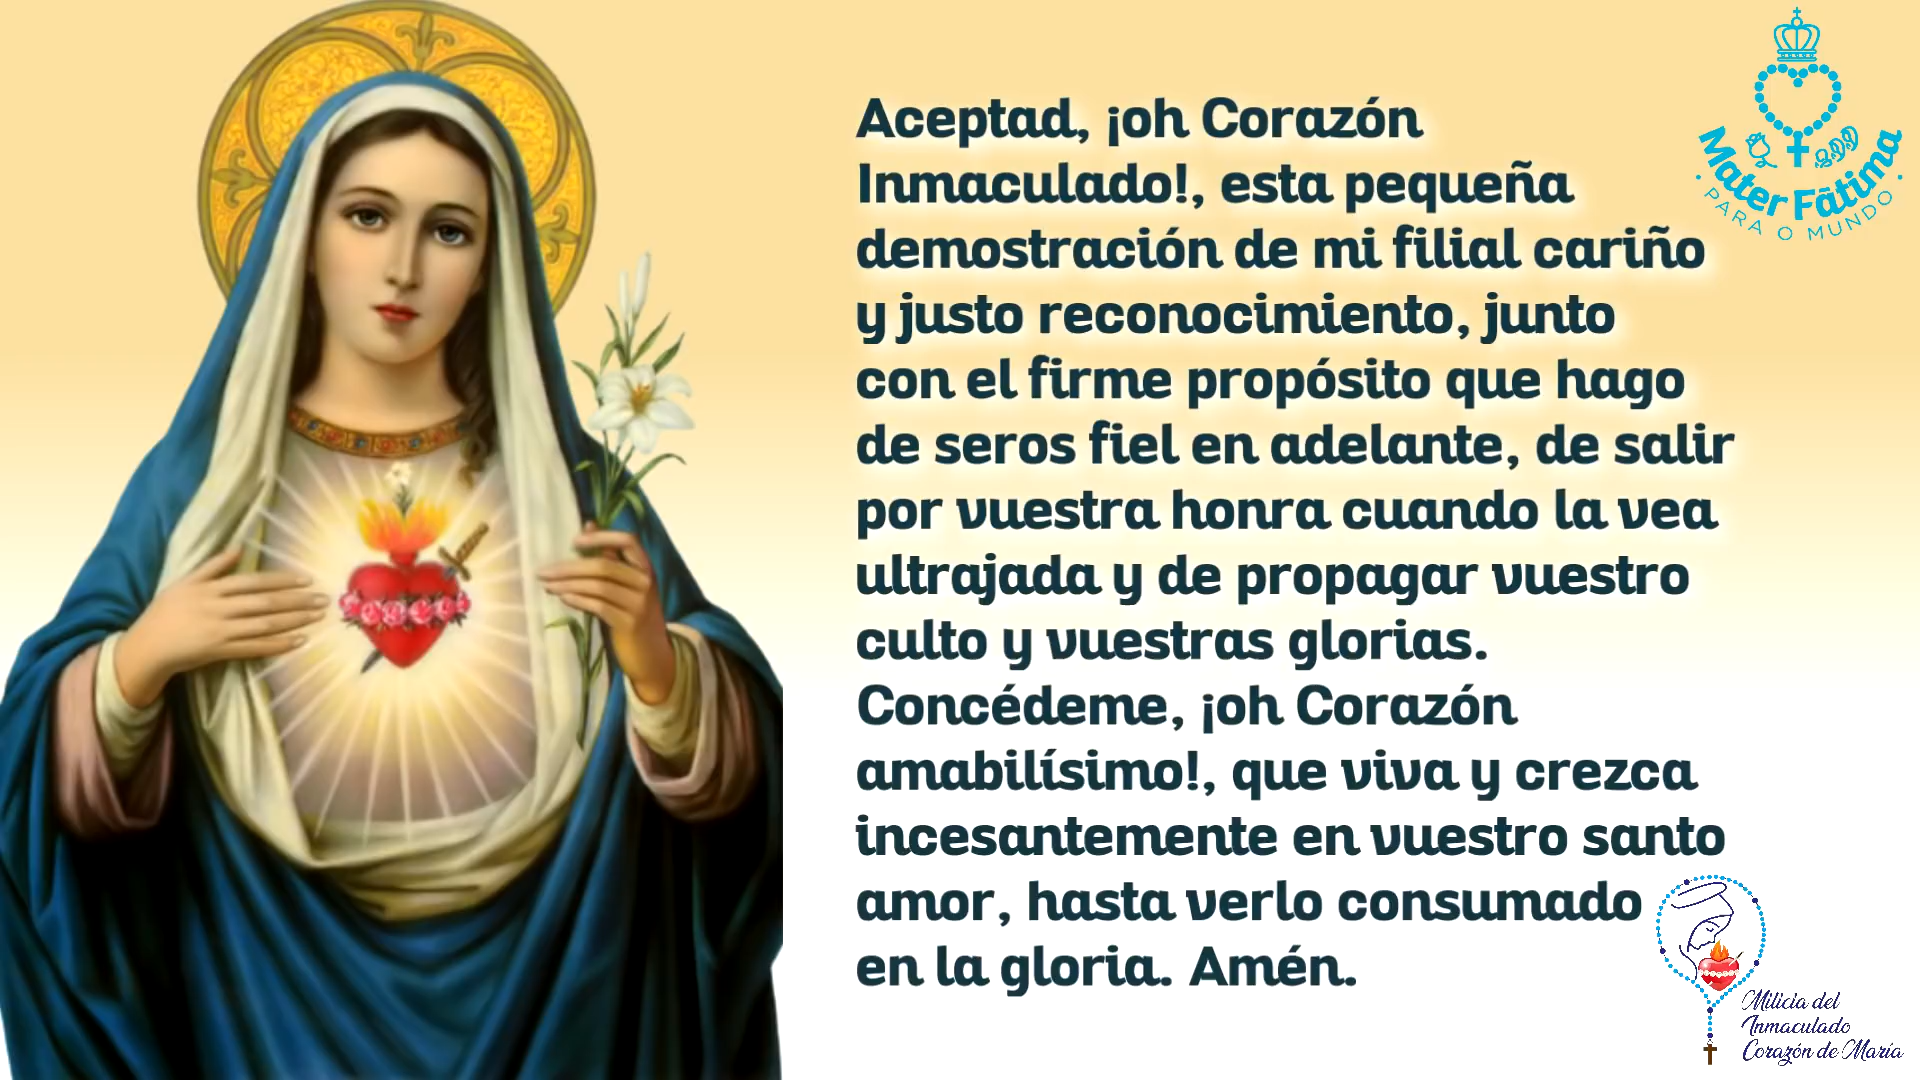 Aceptad, ¡oh Corazón
Inmaculado!, esta pequeña
demostración de mi filial cariño
y justo reconocimiento, junto
con el firme propósito que hago
de seros fiel en adelante, de salir
por vuestra honra cuando la vea
ultrajada y de propagar vuestro
culto y vuestras glorias.
Concédeme, ¡oh Corazón
amabilísimo!, que viva y crezca
incesantemente en vuestro santo
amor, hasta verlo consumado
en la gloria. Amén.
Mater Fátima
· PARA O MUNDO ·
Milicia del
Inmaculado
Corazón de María